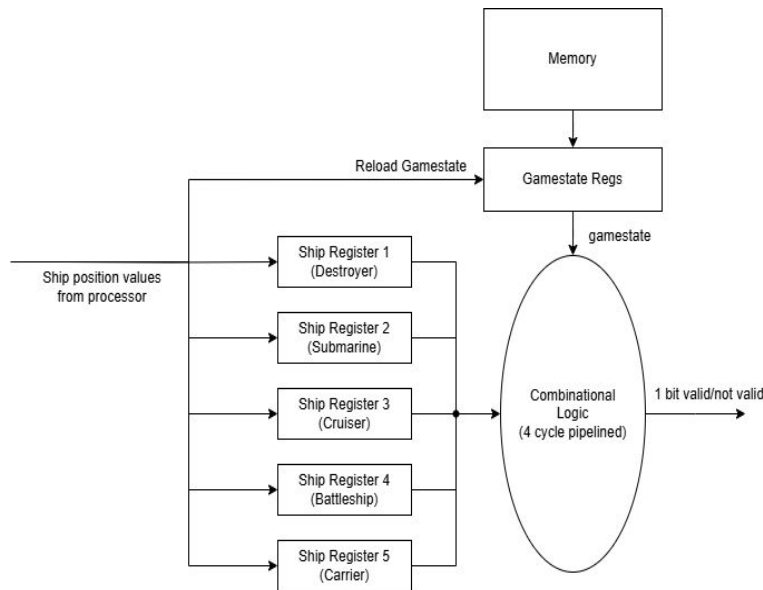 Memory
Reload Gamestate
Gamestate Regs
gamestate
Ship position values
from processor
Ship Register 1
(Destroyer)
Ship Register 2
(Submarine)
Ship Register 3
(Cruiser)
Ship Register 4
(Battleship)
Ship Register 5
(Carrier)
Combinational
Logic
(4 cycle pipelined)
1 bit valid/not valid